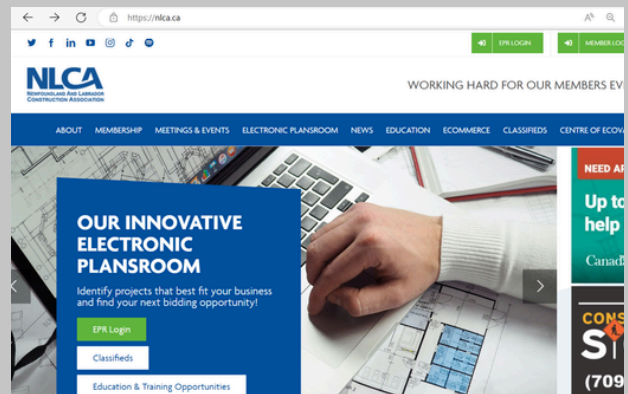 https://nlca.ca
EPR LOGIN
MEMBER LOG
NLCA
NEWFOUNDLAND AND LABRADOR
CONSTRUCTION ASSOCIATION
WORKING HARD FOR OUR MEMBERS EV
ABOUT MEMBERSHIP MEETINGS & EVENTS ELECTRONIC PLANSROOM NEWS EDUCATION ECOMMERCE CLASSIFIEDS CENTRE OF ECOVA
OUR INNOVATIVE
ELECTRONIC
PLANSROOM
Identify projects that best fit your business
and find your next bidding opportunity!
EPR Login
Classifieds
Education & Training Opportunities
NEED AP
Up to
help
Canad
CONS
S
(709